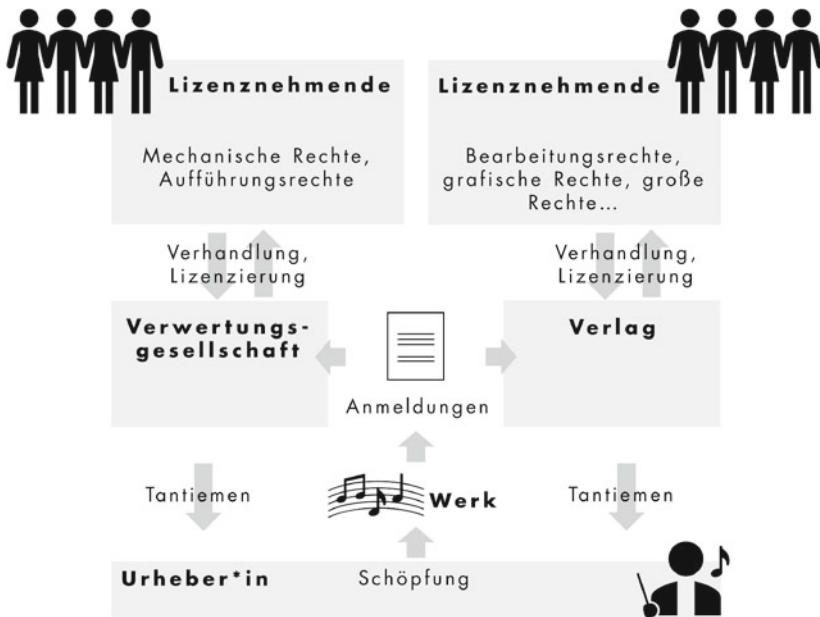 Lizenznehmende
Mechanische Rechte,
Aufführungsrechte
Lizenznehmende
Bearbeitungsrechte,
grafische Rechte, große
Rechte...
Verhandlung,
Lizenzierung
Verhandlung,
Lizenzierung
Verwertungs-
gesellschaft
Verlag
Anmeldungen
Tantiemen
Werk
Tantiemen
Urheber*in
Schöpfung